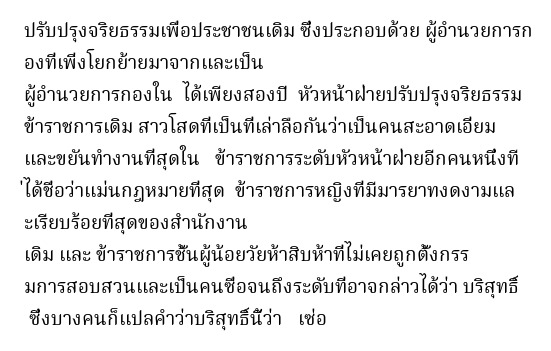 ปรับปรุงจริยธรรมเพื่อประชาชนเดิม ซึ่งประกอบด้วย ผู้อำนวยการก
องที่เพิ่งโยกย้ายมาจากและเป็น
ผู้อำนวยการกองใน ได้เพียงสองปี หัวหน้าฝ่ายปรับปรุงจริยธรรม
ข้าราชการเดิม สาวโสดที่เป็นที่เล่าลือกันว่าเป็นคนสะอาดเอี่ยม
และขยันทำงานที่สุดใน ข้าราชการระดับหัวหน้าฝ่ายอีกคนหนึ่งที
่ได้ชื่อว่าแม่นกฎหมายที่สุด ข้าราชการหญิงที่มีมารยาทงดงามแล
ะเรียบร้อยที่สุดของสำนักงาน
เดิม และ ข้าราชการชั้นผู้น้อยวัยห้าสิบห้าที่ไม่เคยถูกตั้งกรร
มการสอบสวนและเป็นคนซื่อจนถึงระดับที่อาจกล่าวได้ว่า บริสุทธิ์
ซึ่งบางคนก็แปลคำว่าบริสุทธิ์นี้ว่า เซ่อ